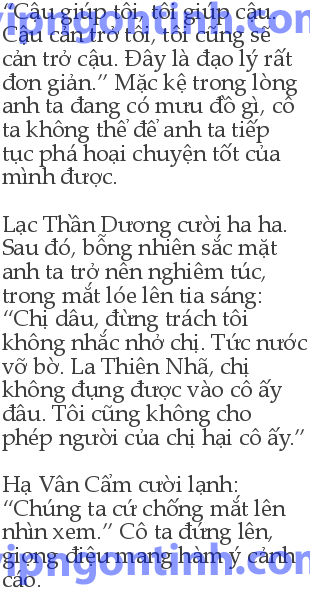 “Cậu giúp tôi, tôi giúp cậu.
Cậu cản trở tôi, tôi cũng sẽ
cản trở cậu. Đây là đạo lý rất
đơn giản.” Mặc kệ trong lòng
anh ta đang có mưu đồ gì, cô
ta không thể để anh ta tiếp
tục phá hoại chuyện tốt của
mình được.
Lạc Thần Dương cười ha ha.
Sau đó, bỗng nhiên sắc mặt
anh ta trở nên nghiêm túc,
trong mắt lóe lên tia sáng:
“Chị dâu, đừng trách tôi
không nhắc nhở chị. Tức nước
vỡ bờ. La Thiên Nhã, chị
không đụng được vào cô ấy
đâu. Tôi cũng không cho
phép người của chị hại cô ấy.”
Hạ Vân Cẩm cười lạnh:
“Chúng ta cứ chống mắt lên
nhìn xem.” Cô ta đứng lên,
giọng điệu mang hàm ý cảnh
cáo.